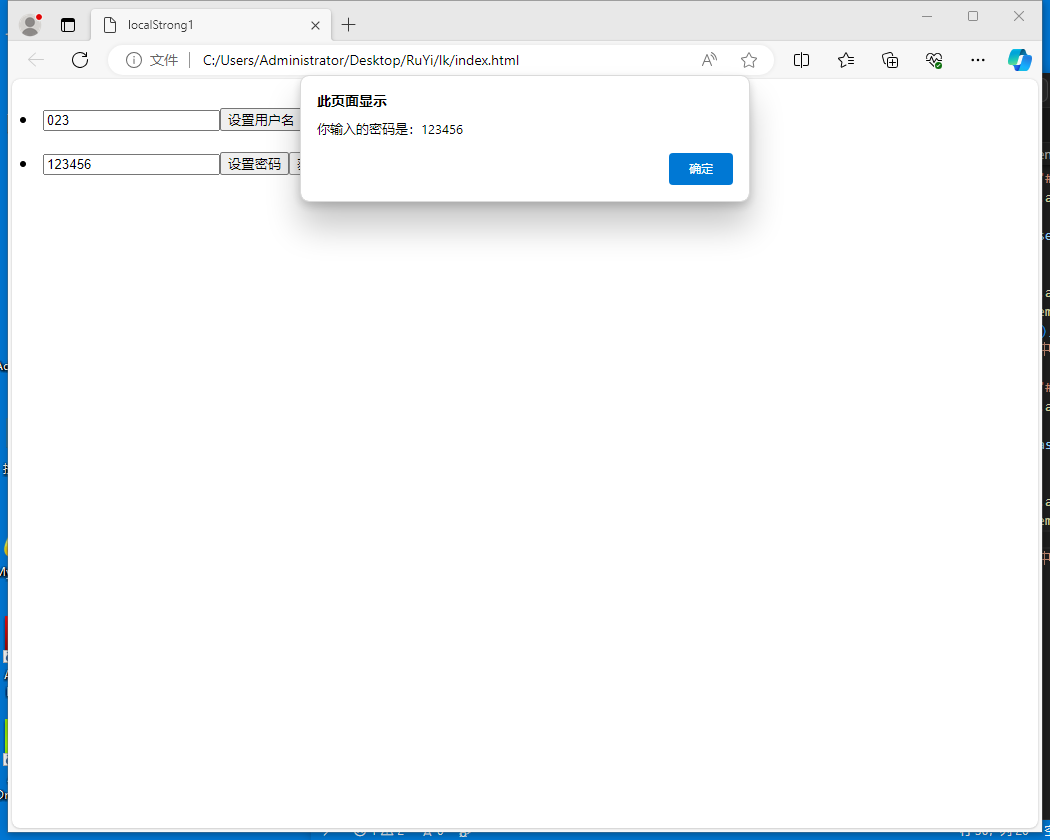 localStrong1
文件 C:/Users/Administrator/Desktop/RuYi/lk/index.html
此页面显示
你输入的密码是：123456
确定
023 设置用户名
123456 设置密码